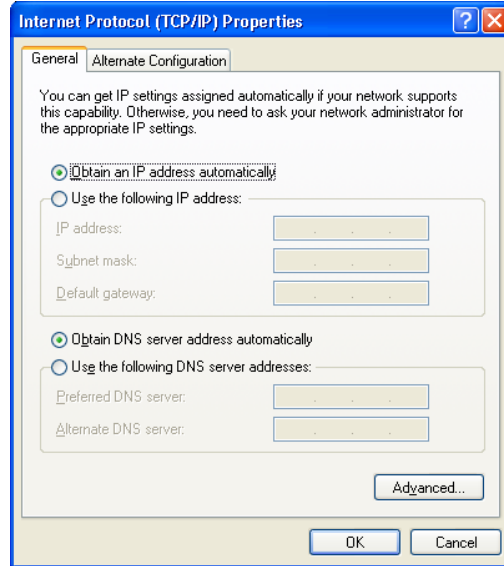 Internet Protocol (TCP/IP) Properties
General
Alternate Configuration
You can get IP settings assigned automatically if your network supports
this capability. Otherwise, you need to ask your network administrator for
the appropriate IP settings.
Obtain an IP address automatically
Use the following IP address:
IP address:
Subnet mask:
Default gateway:
Obtain DNS server address automatically
Use the following DNS server addresses:
Preferred DNS server:
Alternate DNS server:
Advanced...
OK
Cancel